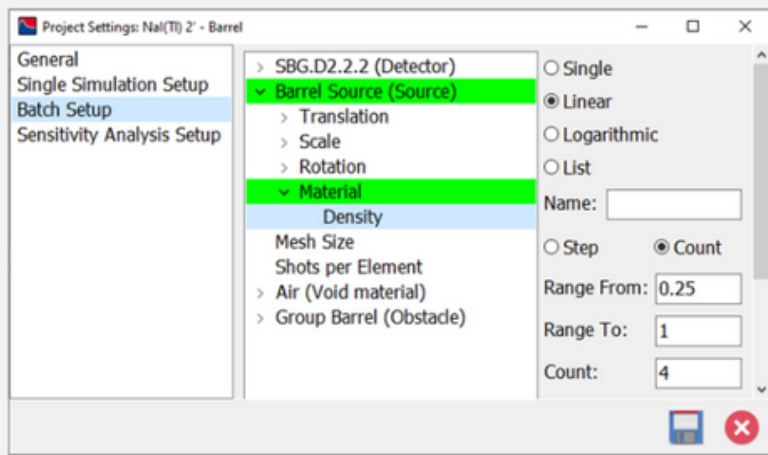 Project Settings: NaI(Tl) 2' - Barrel
General
Single Simulation Setup
Batch Setup
Sensitivity Analysis Setup
SBG.D2.2.2 (Detector)
Barrel Source (Source)
Translation
Scale
Rotation
Material
Density
Mesh Size
Shots per Element
Air (Void material)
Group Barrel (Obstacle)
Single
Linear
Logarithmic
List
Name:
Step Count
Range From: 0.25
Range To: 1
Count: 4